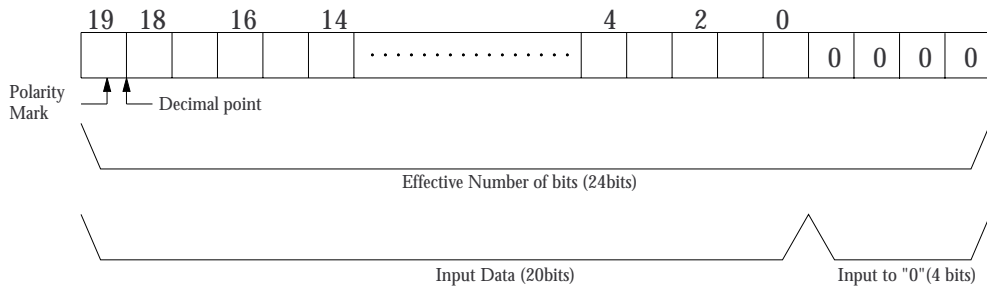 19 18 16 14 4 2 0
0 0 0 0
Polarity
Mark
Decimal point
Effective Number of bits (24bits)
Input Data (20bits)
Input to "0"(4 bits)